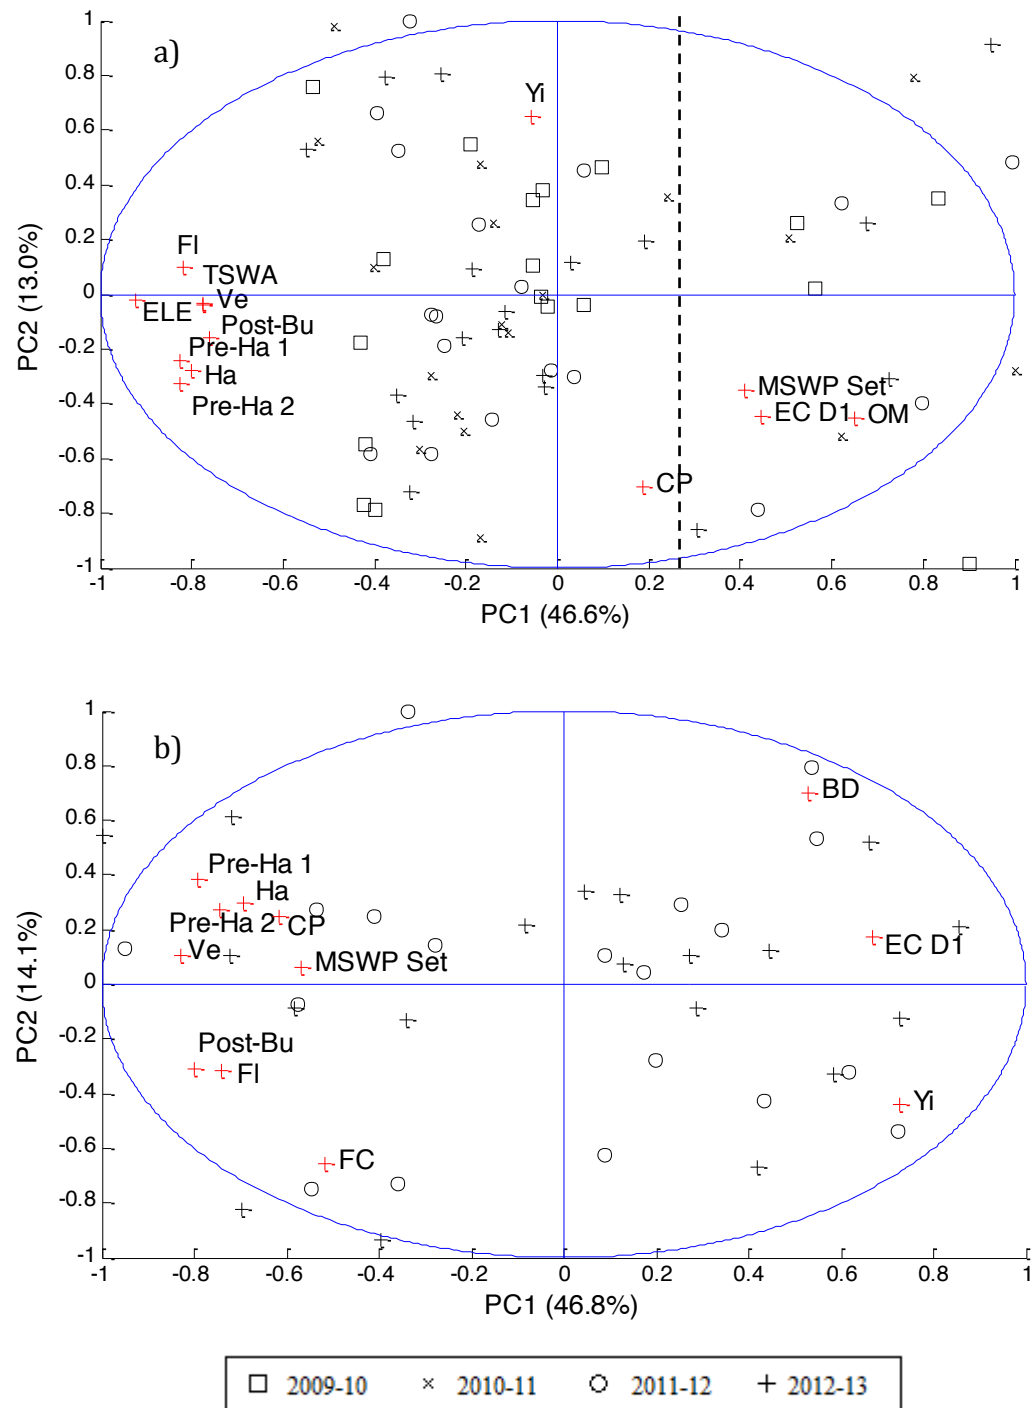 a)
1
0.8
0.6
0.4
0.2
0
-0.2
-0.4
-0.6
-0.8
-1
PC2 (13.0%)
Yi
Fl
TSWA
ELE
Ve
Post-Bu
Pre-Ha 1
Ha
Pre-Ha 2
MSWP Set
EC D1
OM
CP
-1 -0.8 -0.6 -0.4 -0.2 0 0.2 0.4 0.6 0.8 1
PC1 (46.6%)
b)
1
0.8
0.6
0.4
0.2
0
-0.2
-0.4
-0.6
-0.8
-1
PC2 (14.1%)
BD
Pre-Ha 1
Ha
Pre-Ha 2
CP
Ve
MSWP Set
EC D1
Post-Bu
Fl
Yi
FC
-1 -0.8 -0.6 -0.4 -0.2 0 0.2 0.4 0.6 0.8 1
PC1 (46.8%)
2009-10 2010-11 2011-12 2012-13